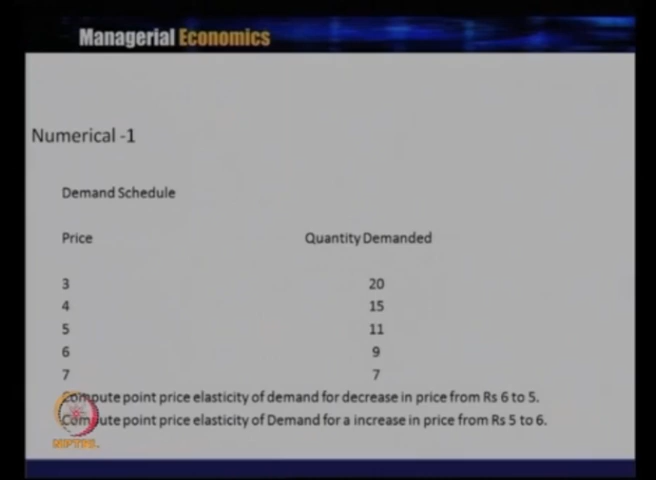 Managerial Economics
Numerical -1
Demand Schedule
Price Quantity Demanded
3 20
4 15
5 11
6 9
7 7
Compute point price elasticity of demand for decrease in price from Rs 6 to 5.
Compute point price elasticity of Demand for a increase in price from Rs 5 to 6.
NPTEL